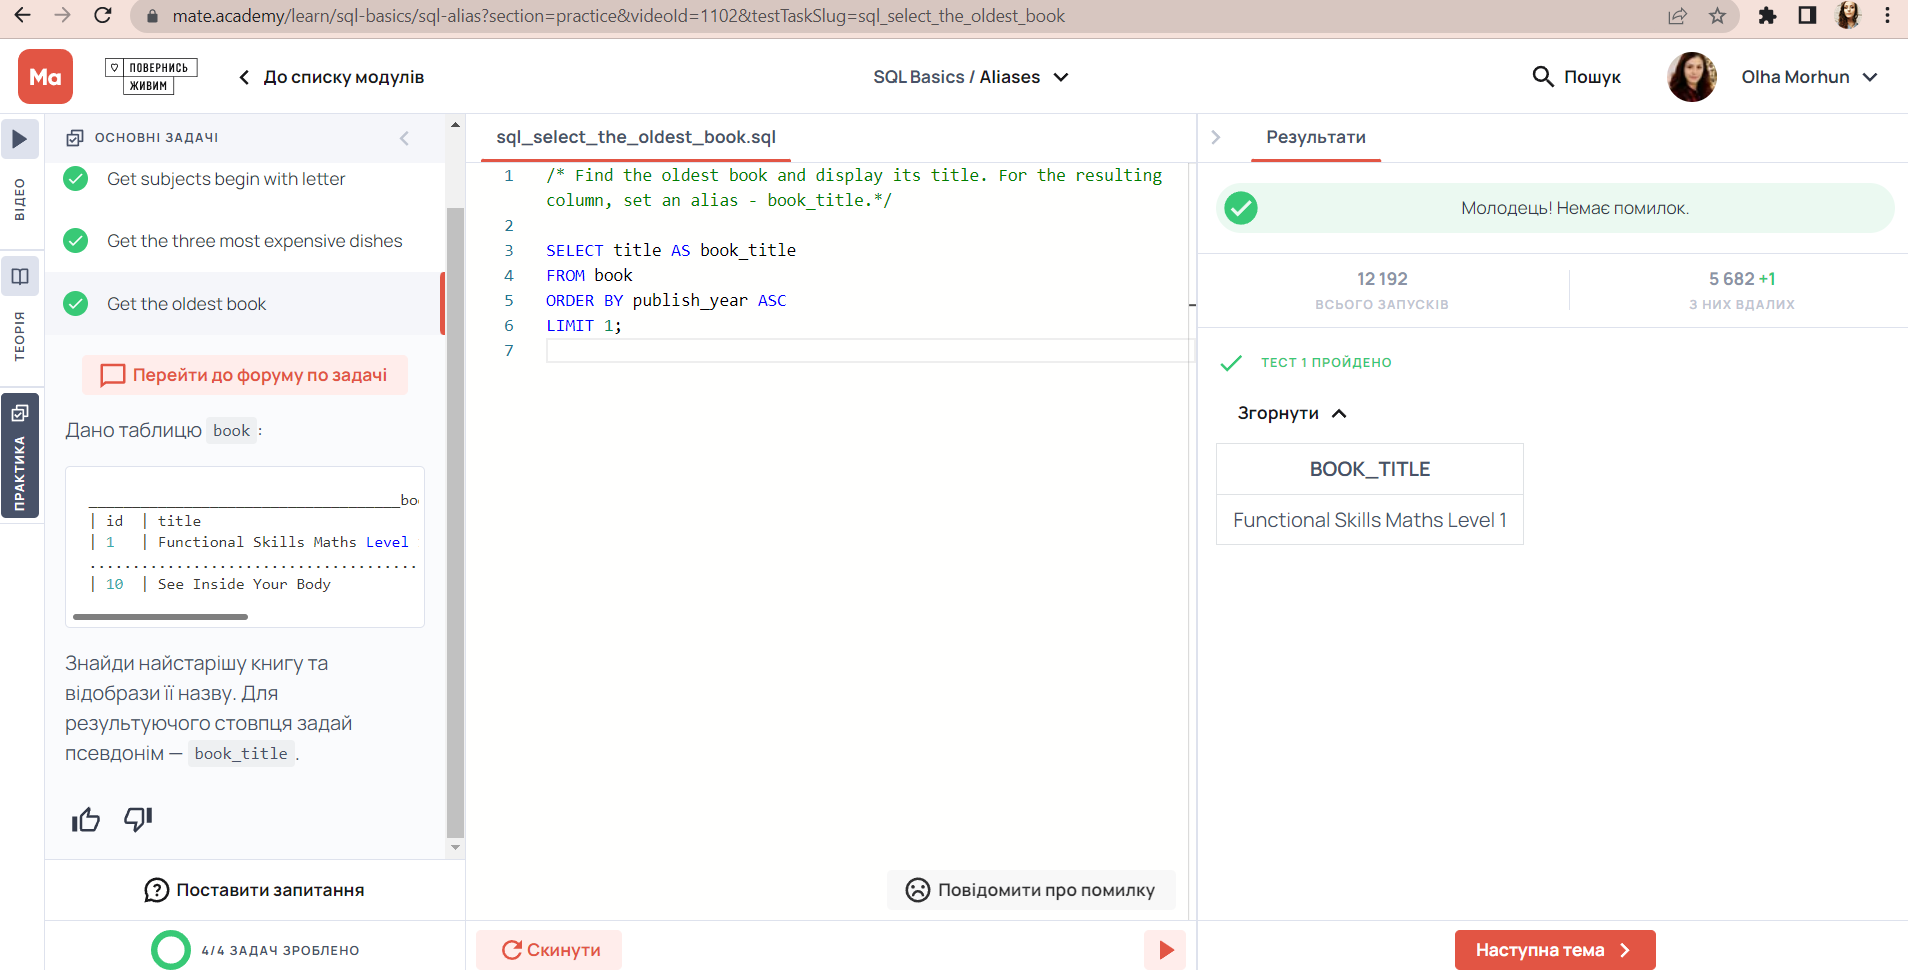 mate.academy/learn/sql-basics/sql-alias?section=practice&videoId=1102&testTaskSlug=sql_select_the_oldest_book
Ma
ПОВЕРНИСЬ
ЖИВИМ
До списку модулів
SQL Basics / Aliases
Пошук
Olha Morhun
ВІДЕО
ТЕОРІЯ
ПРАКТИКА
ОСНОВНІ ЗАДАЧІ
Get subjects begin with letter
Get the three most expensive dishes
Get the oldest book
Перейти до форуму по задачі
Дано таблицю book :
____________________________________boo
| id | title
| 1 | Functional Skills Maths Level
......................................
| 10 | See Inside Your Body
Знайди найстарішу книгу та
відобрази її назву. Для
результуючого стовпця задай
псевдонім — book_title .
Поставити запитання
4/4 ЗАДАЧ ЗРОБЛЕНО
sql_select_the_oldest_book.sql
1 /* Find the oldest book and display its title. For the resulting
column, set an alias - book_title.*/
2
3 SELECT title AS book_title
4 FROM book
5 ORDER BY publish_year ASC
6 LIMIT 1;
7
Повідомити про помилку
Скинути
Результати
Молодець! Немає помилок.
12 192
ВСЬОГО ЗАПУСКІВ
5 682 +1
З НИХ ВДАЛИХ
ТЕСТ 1 ПРОЙДЕНО
Згорнути
BOOK_TITLE
Functional Skills Maths Level 1
Наступна тема